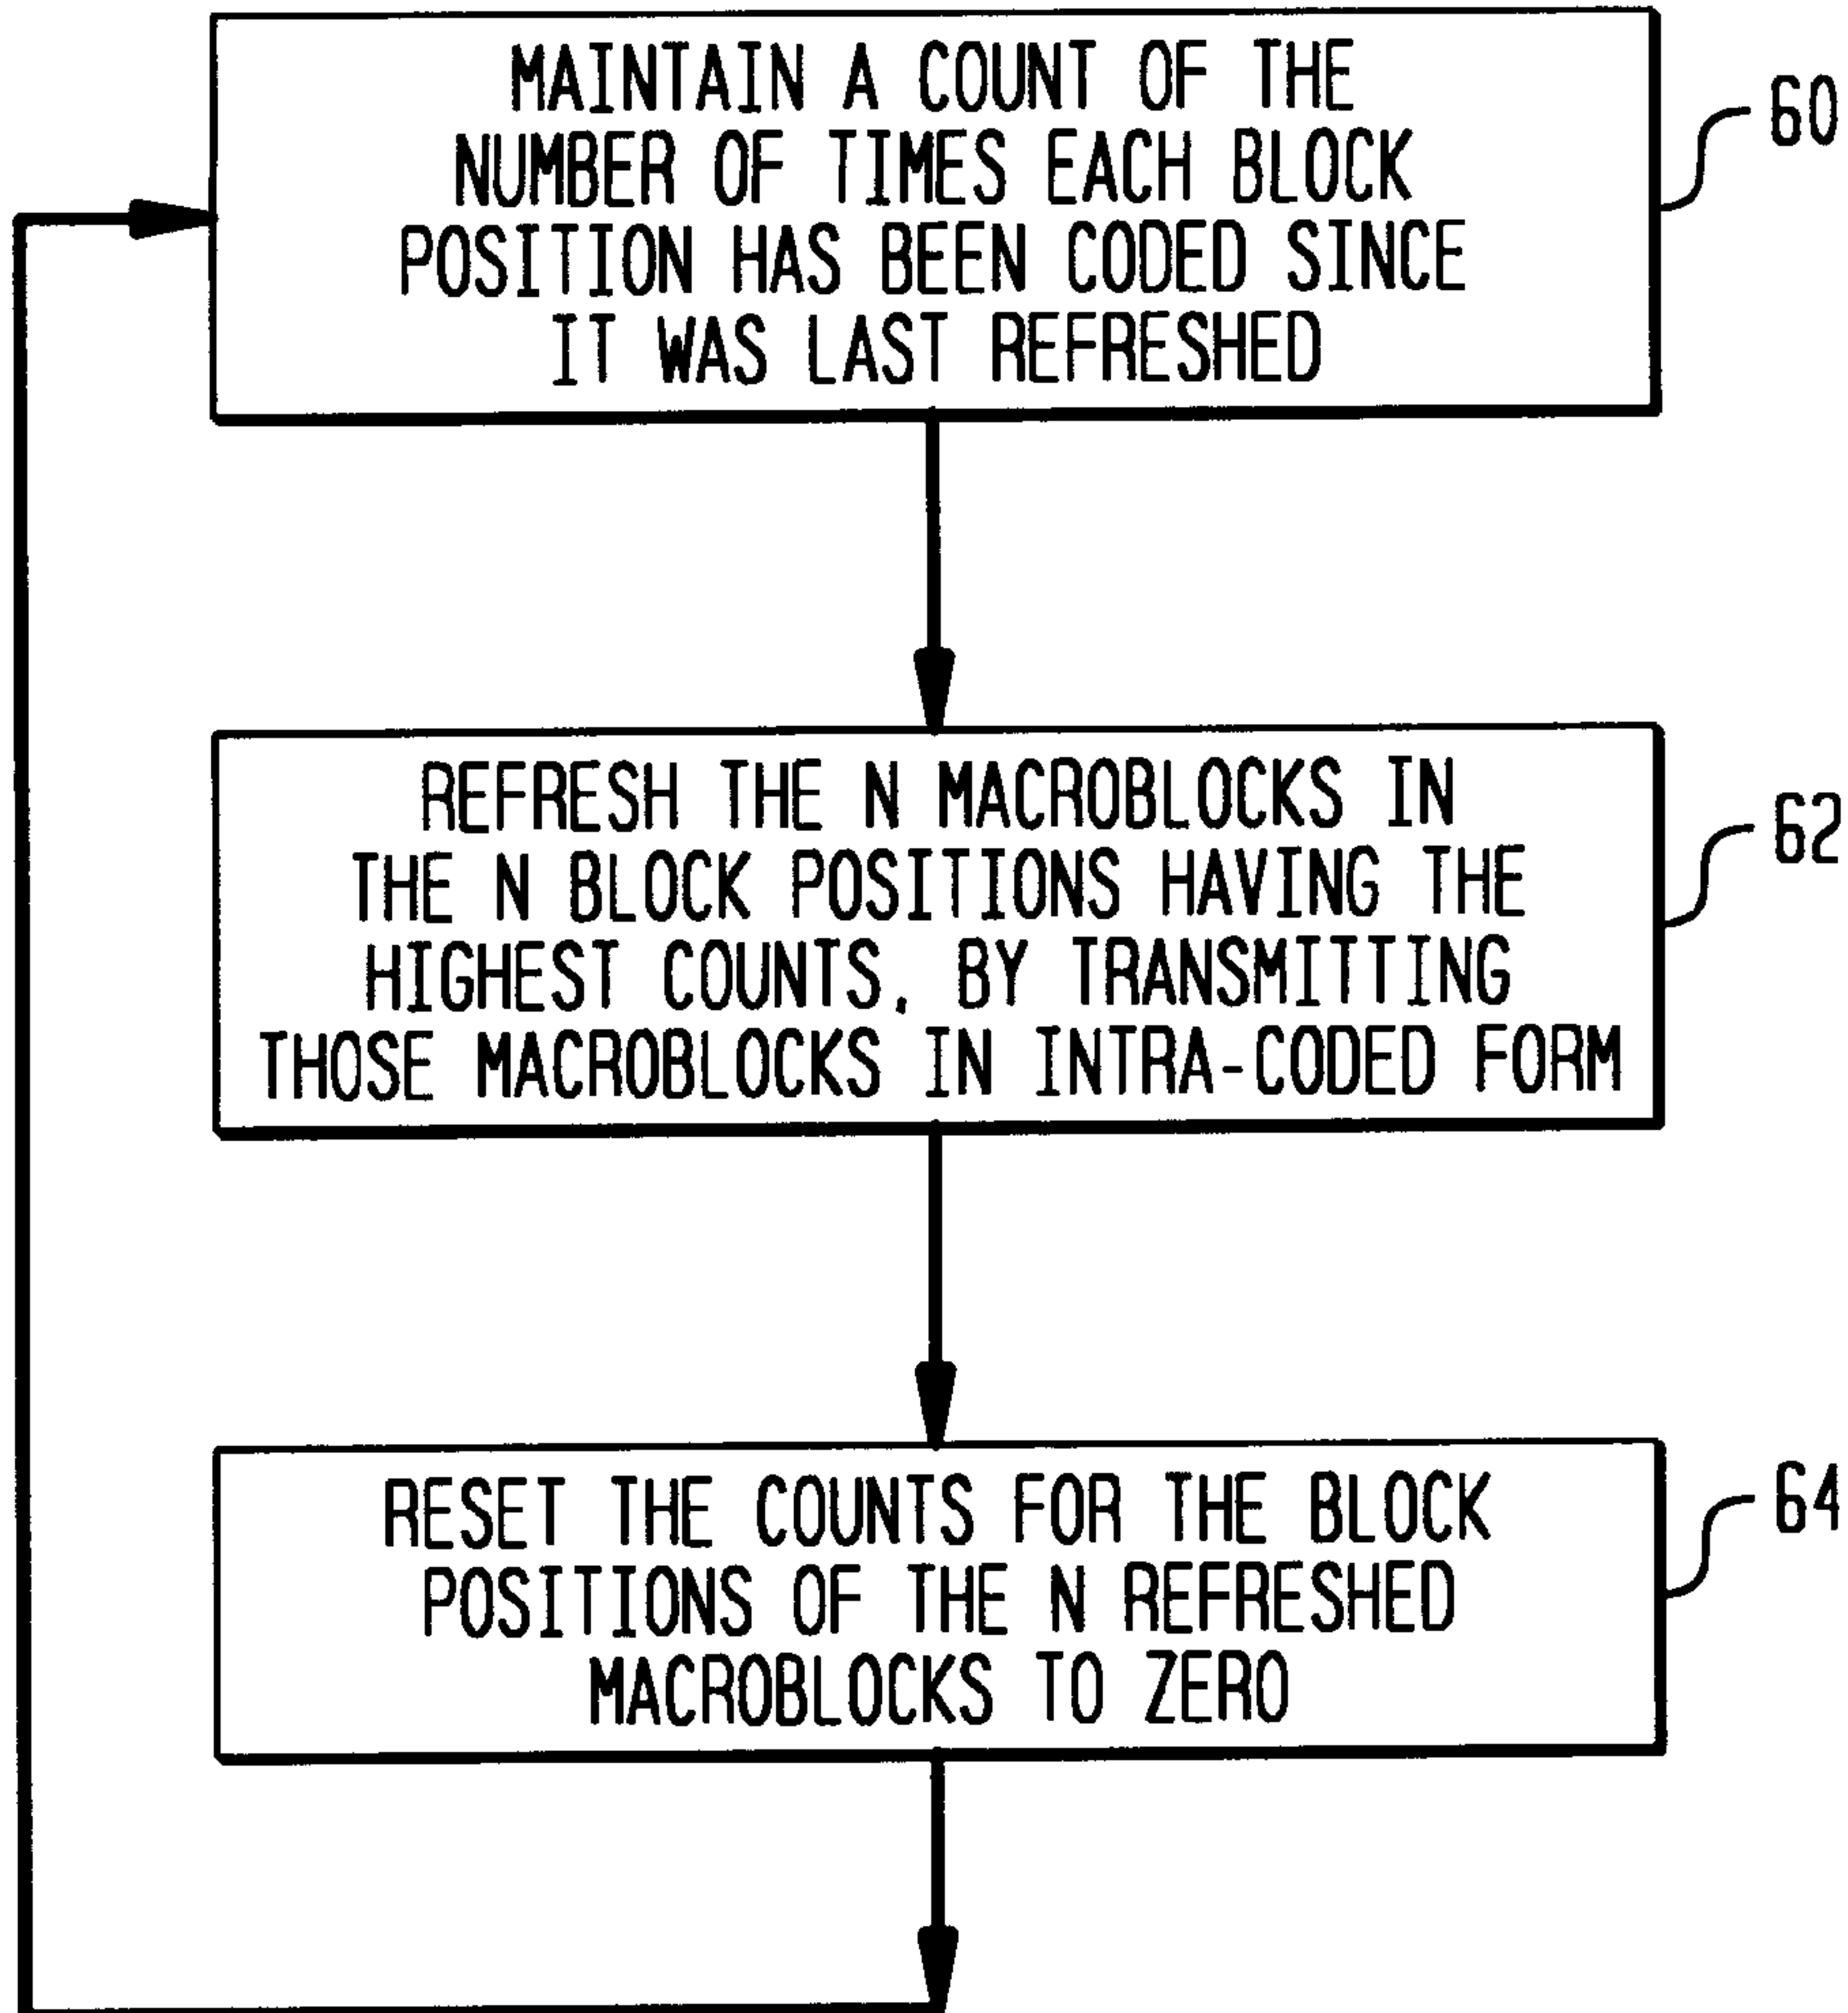 MAINTAIN A COUNT OF THE
NUMBER OF TIMES EACH BLOCK
POSITION HAS BEEN CODED SINCE
IT WAS LAST REFRESHED
60
REFRESH THE N MACROBLOCKS IN
THE N BLOCK POSITIONS HAVING THE
HIGHEST COUNTS, BY TRANSMITTING
THOSE MACROBLOCKS IN INTRA-CODED FORM
62
RESET THE COUNTS FOR THE BLOCK
POSITIONS OF THE N REFRESHED
MACROBLOCKS TO ZERO
64